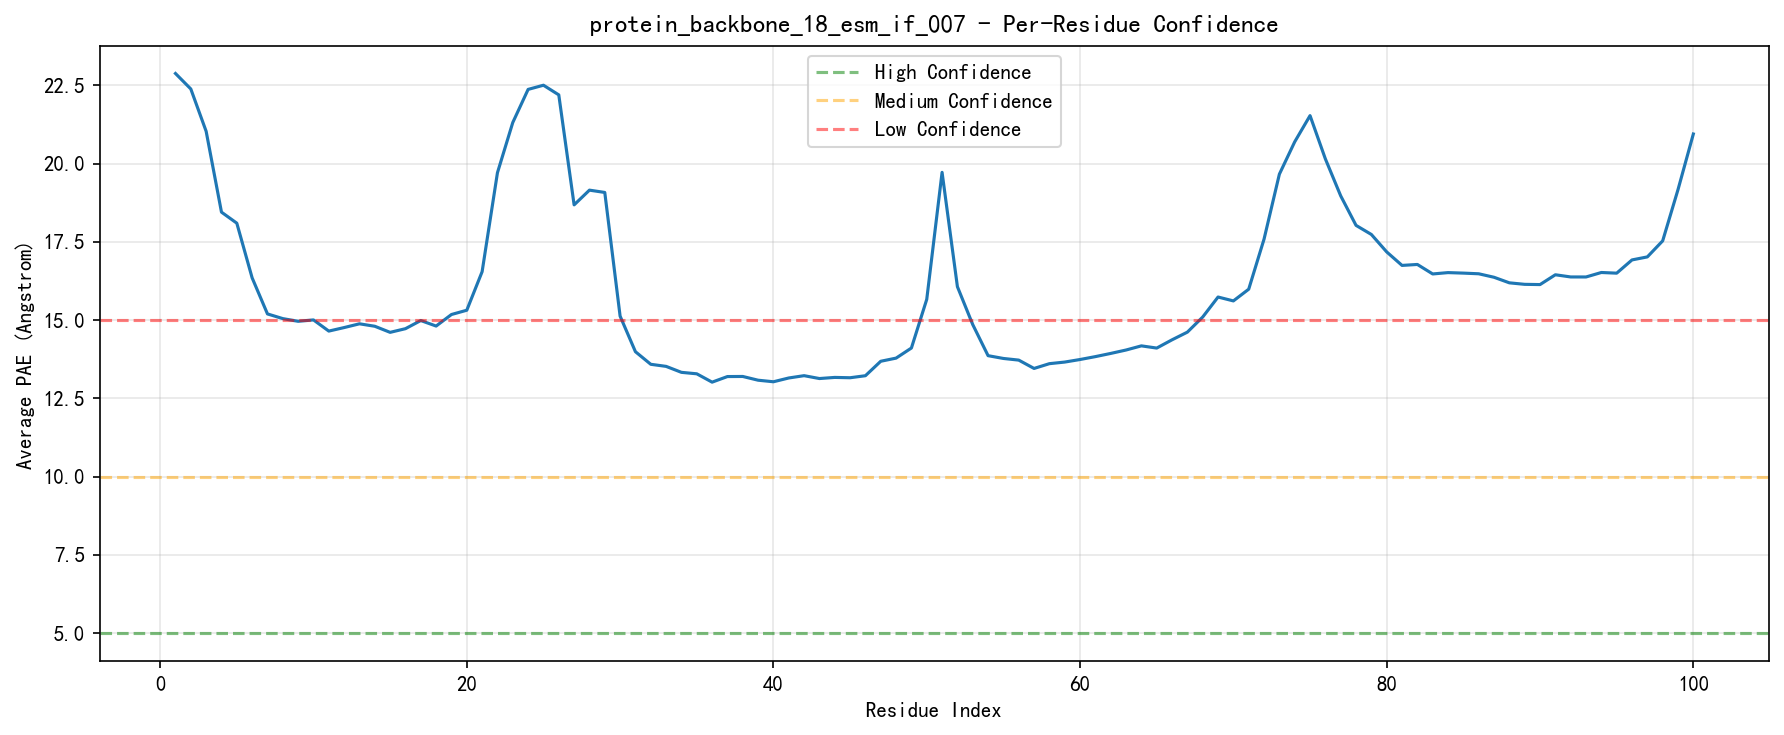 protein_backbone_18_esm_if_007 - Per-Residue Confidence
22.5
20.0
17.5
15.0
12.5
10.0
7.5
5.0
Average PAE (Angstrom)
High Confidence
Medium Confidence
Low Confidence
0 20 40 60 80 100
Residue Index